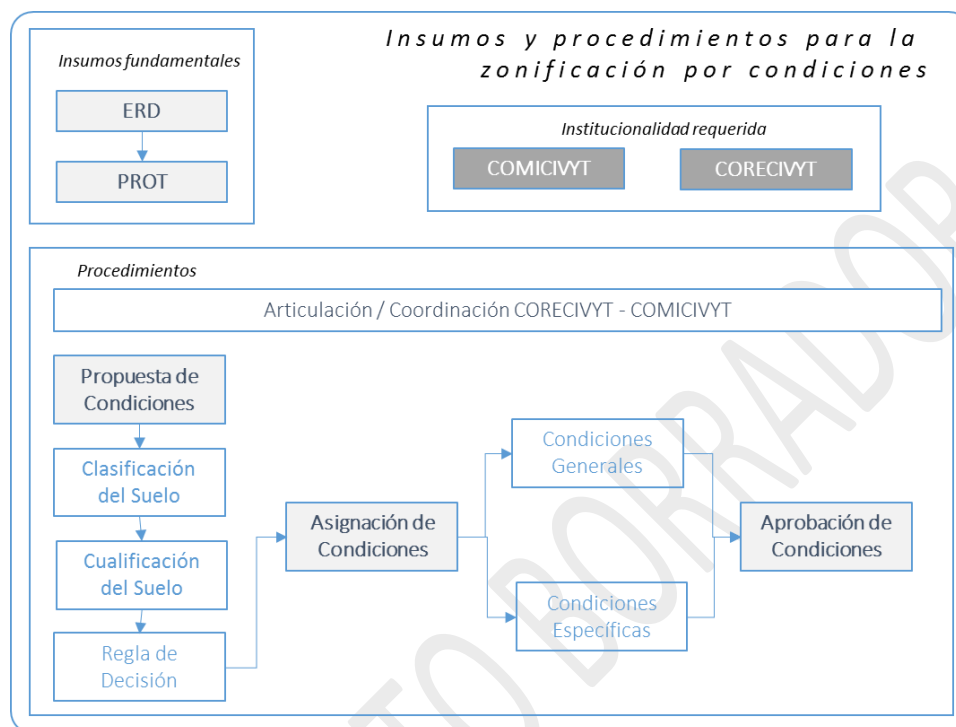 Insumos y procedimientos para la
zonificación por condiciones
Insumos fundamentales
ERD
PROT
Institucionalidad requerida
COMICIVYT
CORECIVYT
Procedimientos
Articulación / Coordinación CORECIVYT - COMICIVYT
Propuesta de
Condiciones
Clasificación
del Suelo
Cualificación
del Suelo
Regla de
Decisión
Asignación de
Condiciones
Condiciones
Generales
Condiciones
Específicas
Aprobación de
Condiciones
TO BORRADOR